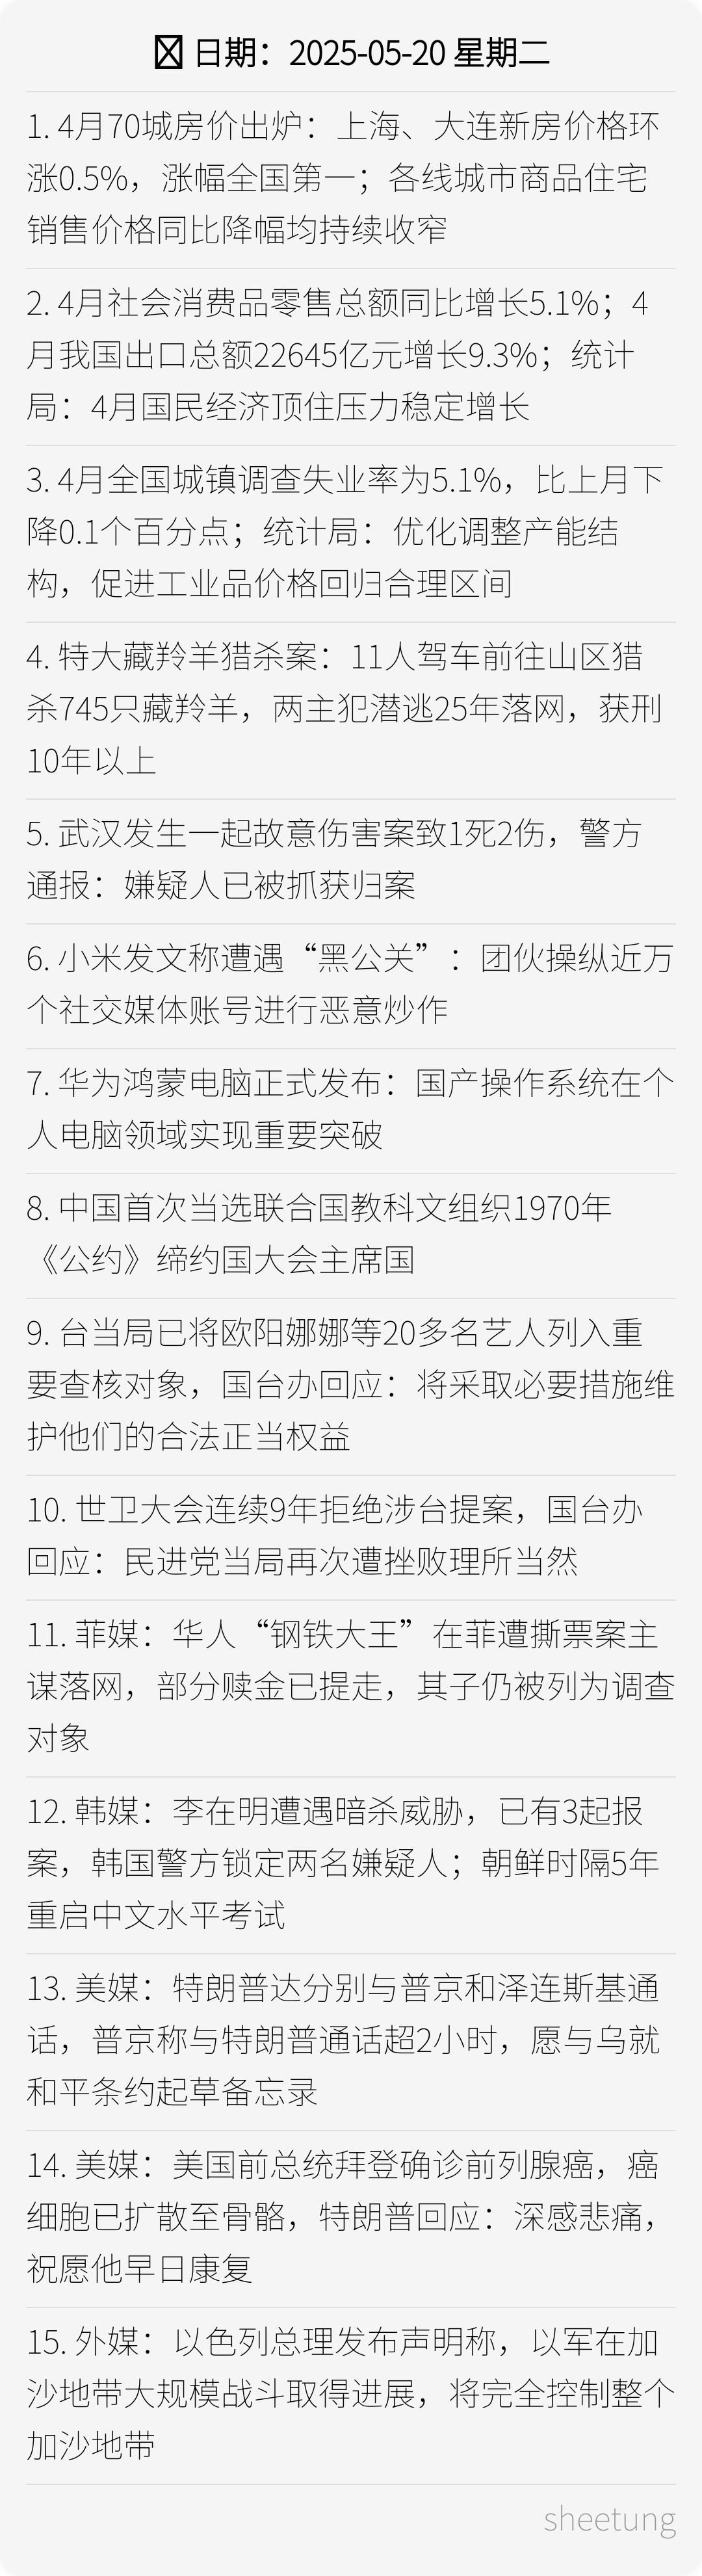 日期：2025-05-20 星期二
1. 4月70城房价出炉：上海、大连新房价格环
涨0.5%，涨幅全国第一；各线城市商品住宅
销售价格同比降幅均持续收窄
2. 4月社会消费品零售总额同比增长5.1%；4
月我国出口总额22645亿元增长9.3%；统计
局：4月国民经济顶住压力稳定增长
3. 4月全国城镇调查失业率为5.1%，比上月下
降0.1个百分点；统计局：优化调整产能结
构，促进工业品价格回归合理区间
4. 特大藏羚羊猎杀案：11人驾车前往山区猎
杀745只藏羚羊，两主犯潜逃25年落网，获刑
10年以上
5. 武汉发生一起故意伤害案致1死2伤，警方
通报：嫌疑人已被抓获归案
6. 小米发文称遭遇“黑公关”：团伙操纵近万
个社交媒体账号进行恶意炒作
7. 华为鸿蒙电脑正式发布：国产操作系统在个
人电脑领域实现重要突破
8. 中国首次当选联合国教科文组织1970年
《公约》缔约国大会主席国
9. 台当局已将欧阳娜娜等20多名艺人列入重
要查核对象，国台办回应：将采取必要措施维
护他们的合法正当权益
10. 世卫大会连续9年拒绝涉台提案，国台办
回应：民进党当局再次遭挫败理所当然
11. 菲媒：华人“钢铁大王”在菲遭撕票案主
谋落网，部分赎金已提走，其子仍被列为调查
对象
12. 韩媒：李在明遭遇暗杀威胁，已有3起报
案，韩国警方锁定两名嫌疑人；朝鲜时隔5年
重启中文水平考试
13. 美媒：特朗普达分别与普京和泽连斯基通
话，普京称与特朗普通话超2小时，愿与乌就
和平条约起草备忘录
14. 美媒：美国前总统拜登确诊前列腺癌，癌
细胞已扩散至骨骼，特朗普回应：深感悲痛，
祝愿他早日康复
15. 外媒：以色列总理发布声明称，以军在加
沙地带大规模战斗取得进展，将完全控制整个
加沙地带
sheetung